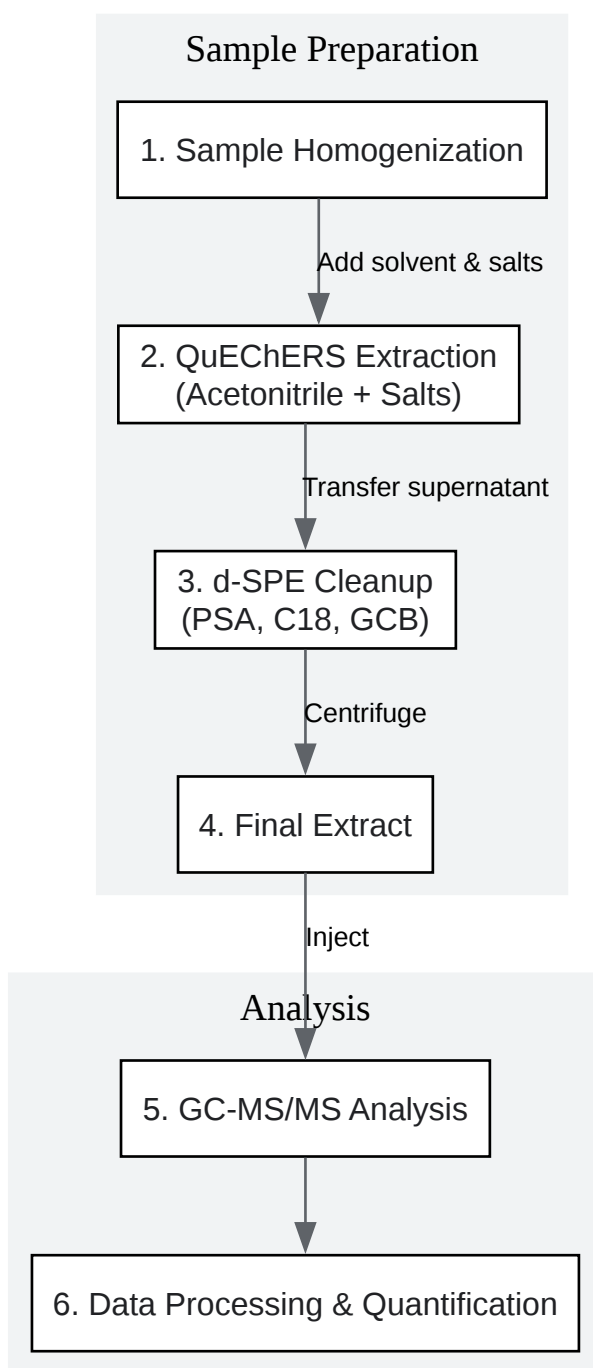 Sample Preparation
1. Sample Homogenization
Add solvent & salts
2. QuEChERS Extraction
(Acetonitrile + Salts)
Transfer supernatant
3. d-SPE Cleanup
(PSA, C18, GCB)
Centrifuge
4. Final Extract
Inject
Analysis
5. GC-MS/MS Analysis
6. Data Processing & Quantification